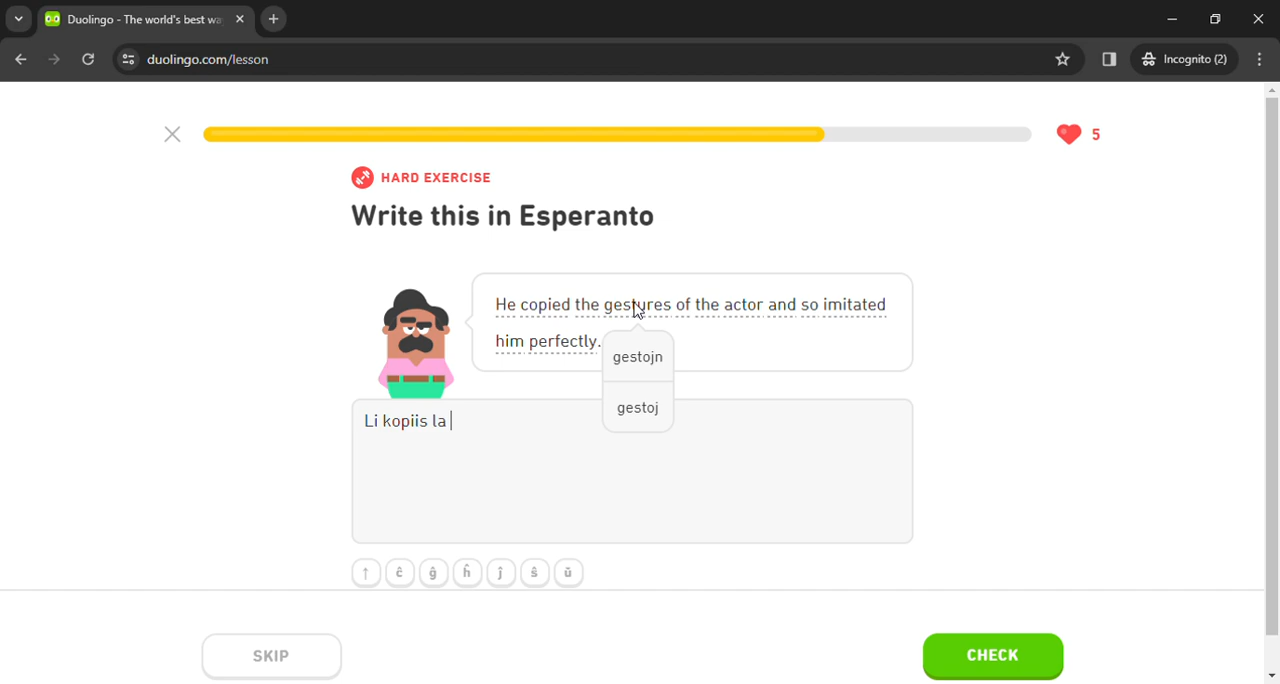 Duolingo - The world's best wa
duolingo.com/lesson
Incognito (2)
5
HARD EXERCISE
Write this in Esperanto
He copied the gestures of the actor and so imitated
him perfectly.
gestojn
gestoj
Li kopiis la
↑ ĉ ĝ ĥ ĵ ŝ ŭ
SKIP
CHECK